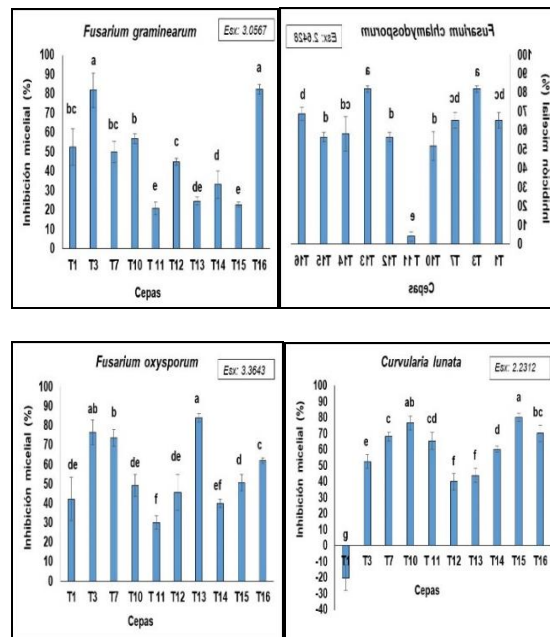 Fusarium graminearum
Esx: 3.0567
Inhibición micelial (%)
100
90
80
70
60
50
40
30
20
10
0
bc a bc b e c de d e a
T1 T3 T7 T10 T 11 T12 T13 T14 T15 T16
Cepas
Fusarium chlamydosporum
Esx: 2.6428
Inhibición micelial (%)
100
90
80
70
60
50
40
30
20
10
0
b d cd a d e d bc a bc
T16 T15 T14 T13 T12 T 11 T10 T7 T3 T1
Cepas
Fusarium oxysporum
Esx: 3.3643
Inhibición micelial (%)
100
90
80
70
60
50
40
30
20
10
0
de ab b de f de a ef d c
T1 T3 T7 T10 T 11 T12 T13 T14 T15 T16
Cepas
Curvularia lunata
Esx: 2.2312
Inhibición micelial (%)
100
90
80
70
60
50
40
30
20
10
0
-10
-20
-30
-40
g e c ab cd f f d a bc
T1 T3 T7 T10 T 11 T12 T13 T14 T15 T16
Cepas